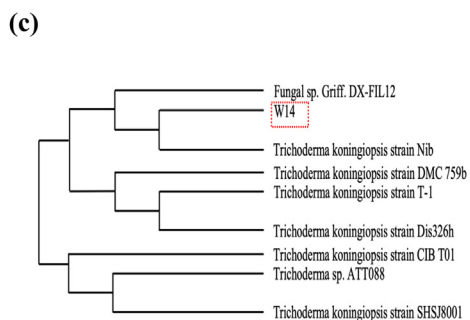 (c)
Fungal sp. Griff. DX-FIL12
W14
Trichoderma koningiopsis strain Nib
Trichoderma koningiopsis strain DMC 759b
Trichoderma koningiopsis strain T-1
Trichoderma koningiopsis strain Dis326h
Trichoderma koningiopsis strain CIB T01
Trichoderma sp. ATT088
Trichoderma koningiopsis strain SHSJ8001